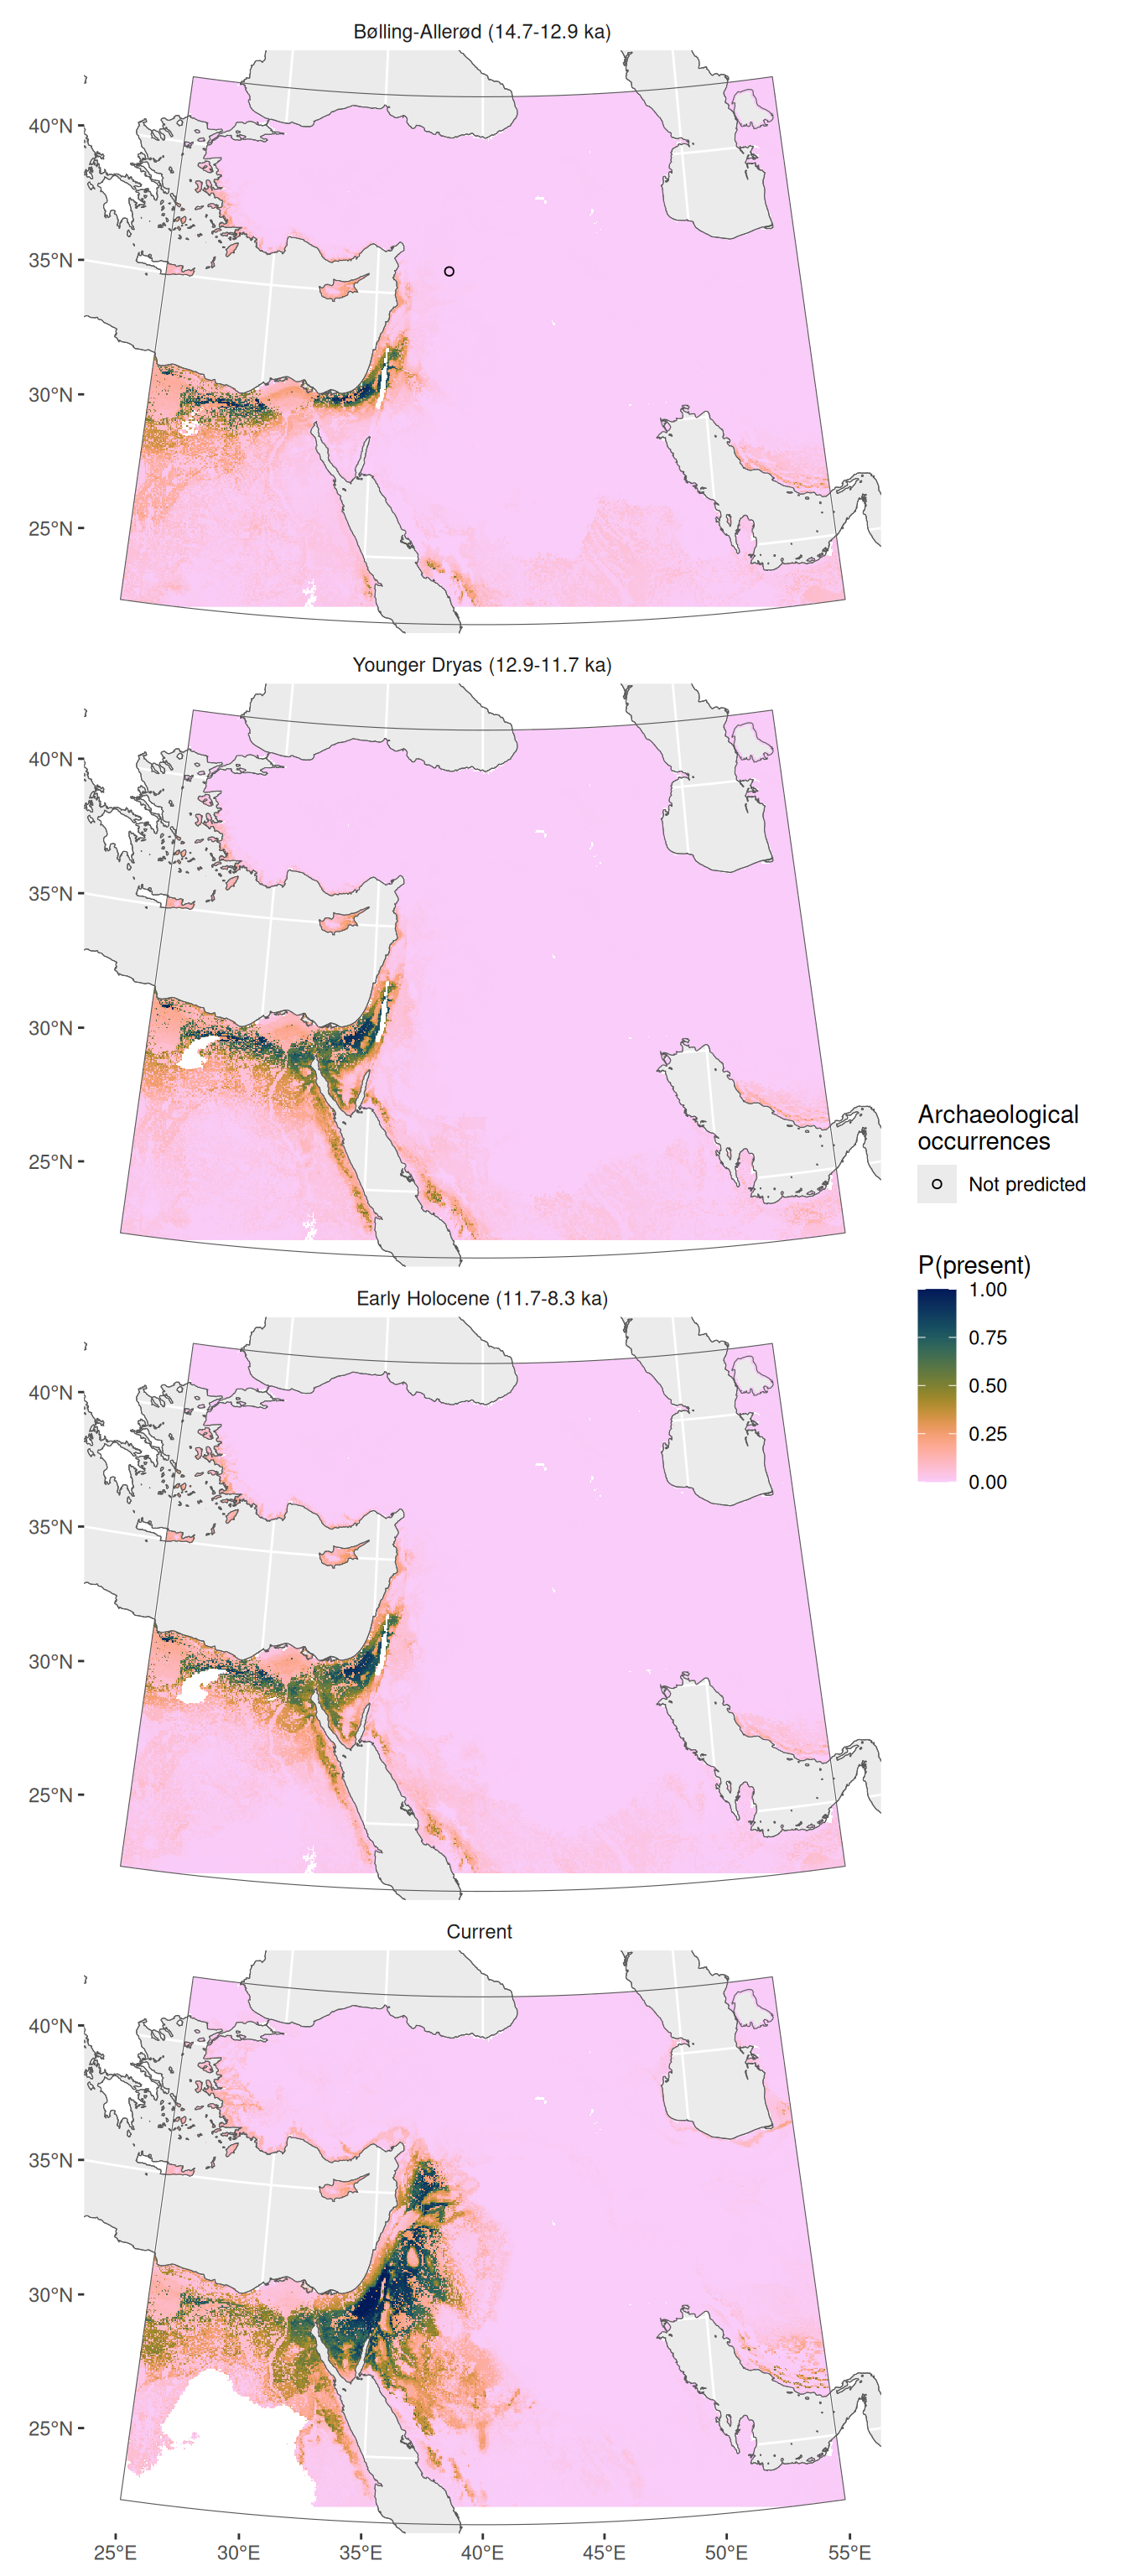 Bølling-Allerød (14.7-12.9 ka)
40°N
35°N
30°N
25°N
Younger Dryas (12.9-11.7 ka)
40°N
35°N
30°N
25°N
Archaeological
occurrences
Not predicted
P(present)
1.00
0.75
0.50
0.25
0.00
Early Holocene (11.7-8.3 ka)
40°N
35°N
30°N
25°N
Current
40°N
35°N
30°N
25°N
25°E 30°E 35°E 40°E 45°E 50°E 55°E